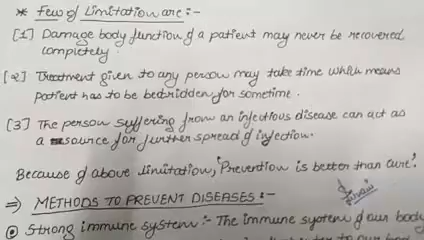 * Few of Limitation are :-
[1] Damage body function of a patient may never be recovered
completely.
[2] Treatment given to any person may take time which means
patient has to be bedridden for sometime.
[3] The person suffering from an infectious disease can act as
a source for further spread of infection.
Because of above limitation, 'Prevention is better than cure'.
⇒ METHODS TO PREVENT DISEASES :-
Strong immune system :- The immune system of our body